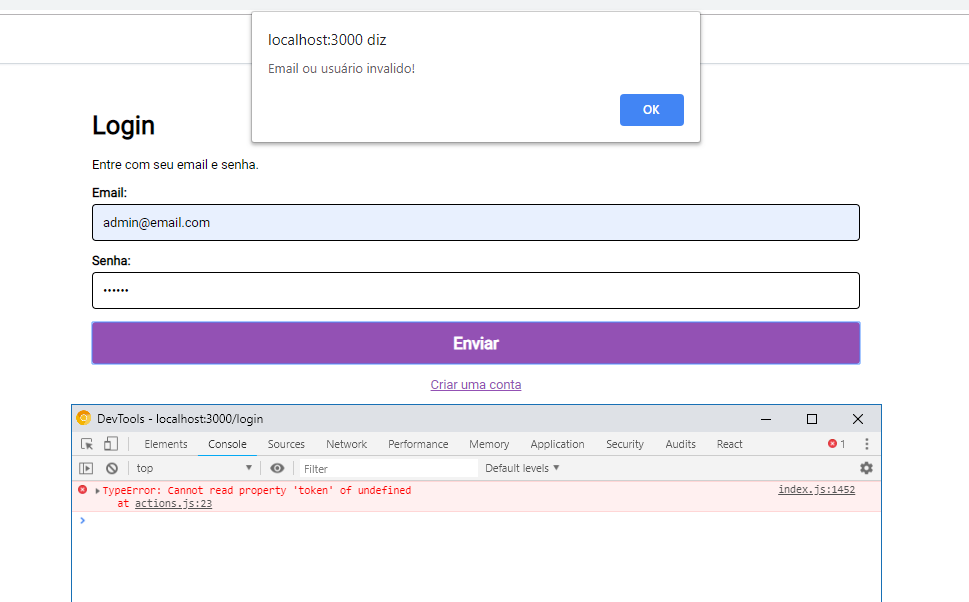 localhost:3000 diz
Email ou usuário invalido!
OK
Login
Entre com seu email e senha.
Email:
admin@email.com
Senha:
••••••
Enviar
Criar uma conta
DevTools - localhost:3000/login
Elements Console Sources Network Performance Memory Application Security Audits React 1
top Filter Default levels
TypeError: Cannot read property 'token' of undefined index.js:1452
at actions.js:23